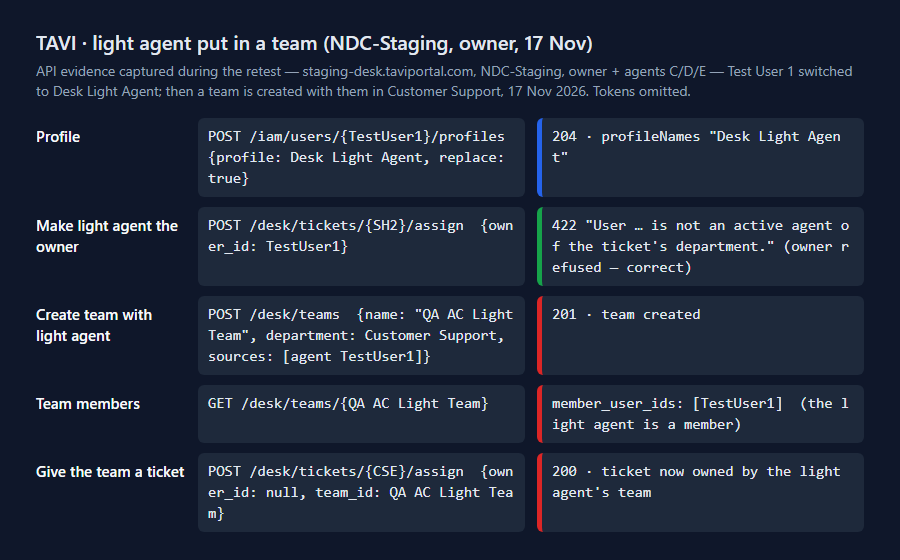 TAVI · light agent put in a team (NDC-Staging, owner, 17 Nov)
API evidence captured during the retest — staging-desk.taviportal.com, NDC-Staging, owner + agents C/D/E — Test User 1 switched
to Desk Light Agent; then a team is created with them in Customer Support, 17 Nov 2026. Tokens omitted.
Profile
POST /iam/users/{TestUser1}/profiles
{profile: Desk Light Agent, replace:
true}
204 · profileNames "Desk Light Agen
t"
Make light agent the
owner
POST /desk/tickets/{SH2}/assign  {own
er_id: TestUser1}
422 "User … is not an active agent o
f the ticket's department." (owner r
efused — correct)
Create team with
light agent
POST /desk/teams  {name: "QA AC Light
Team", department: Customer Support,
sources: [agent TestUser1]}
201 · team created
Team members
GET /desk/teams/{QA AC Light Team}
member_user_ids: [TestUser1]  (the l
ight agent is a member)
Give the team a ticket
POST /desk/tickets/{CSE}/assign  {own
er_id: null, team_id: QA AC Light Tea
m}
200 · ticket now owned by the light
agent's team